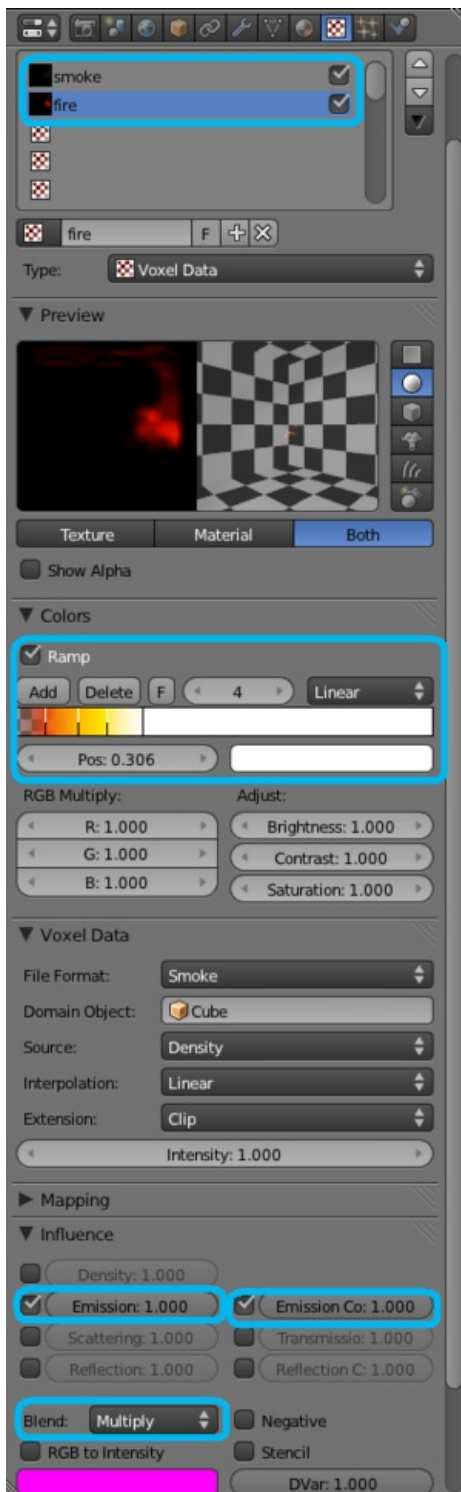 smoke
fire
fire F
Type: Voxel Data
Preview
Texture Material Both
Show Alpha
Colors
Ramp
Add Delete F 4 Linear
Pos: 0.306
RGB Multiply: Adjust:
R: 1.000 Brightness: 1.000
G: 1.000 Contrast: 1.000
B: 1.000 Saturation: 1.000
Voxel Data
File Format: Smoke
Domain Object: Cube
Source: Density
Interpolation: Linear
Extension: Clip
Intensity: 1.000
Mapping
Influence
Density: 1.000
Emission: 1.000 Emission Co: 1.000
Scattering: 1.000 Transmissio: 1.000
Reflection: 1.000 Reflection C: 1.000
Blend: Multiply Negative
RGB to Intensity Stencil
DVar: 1.000